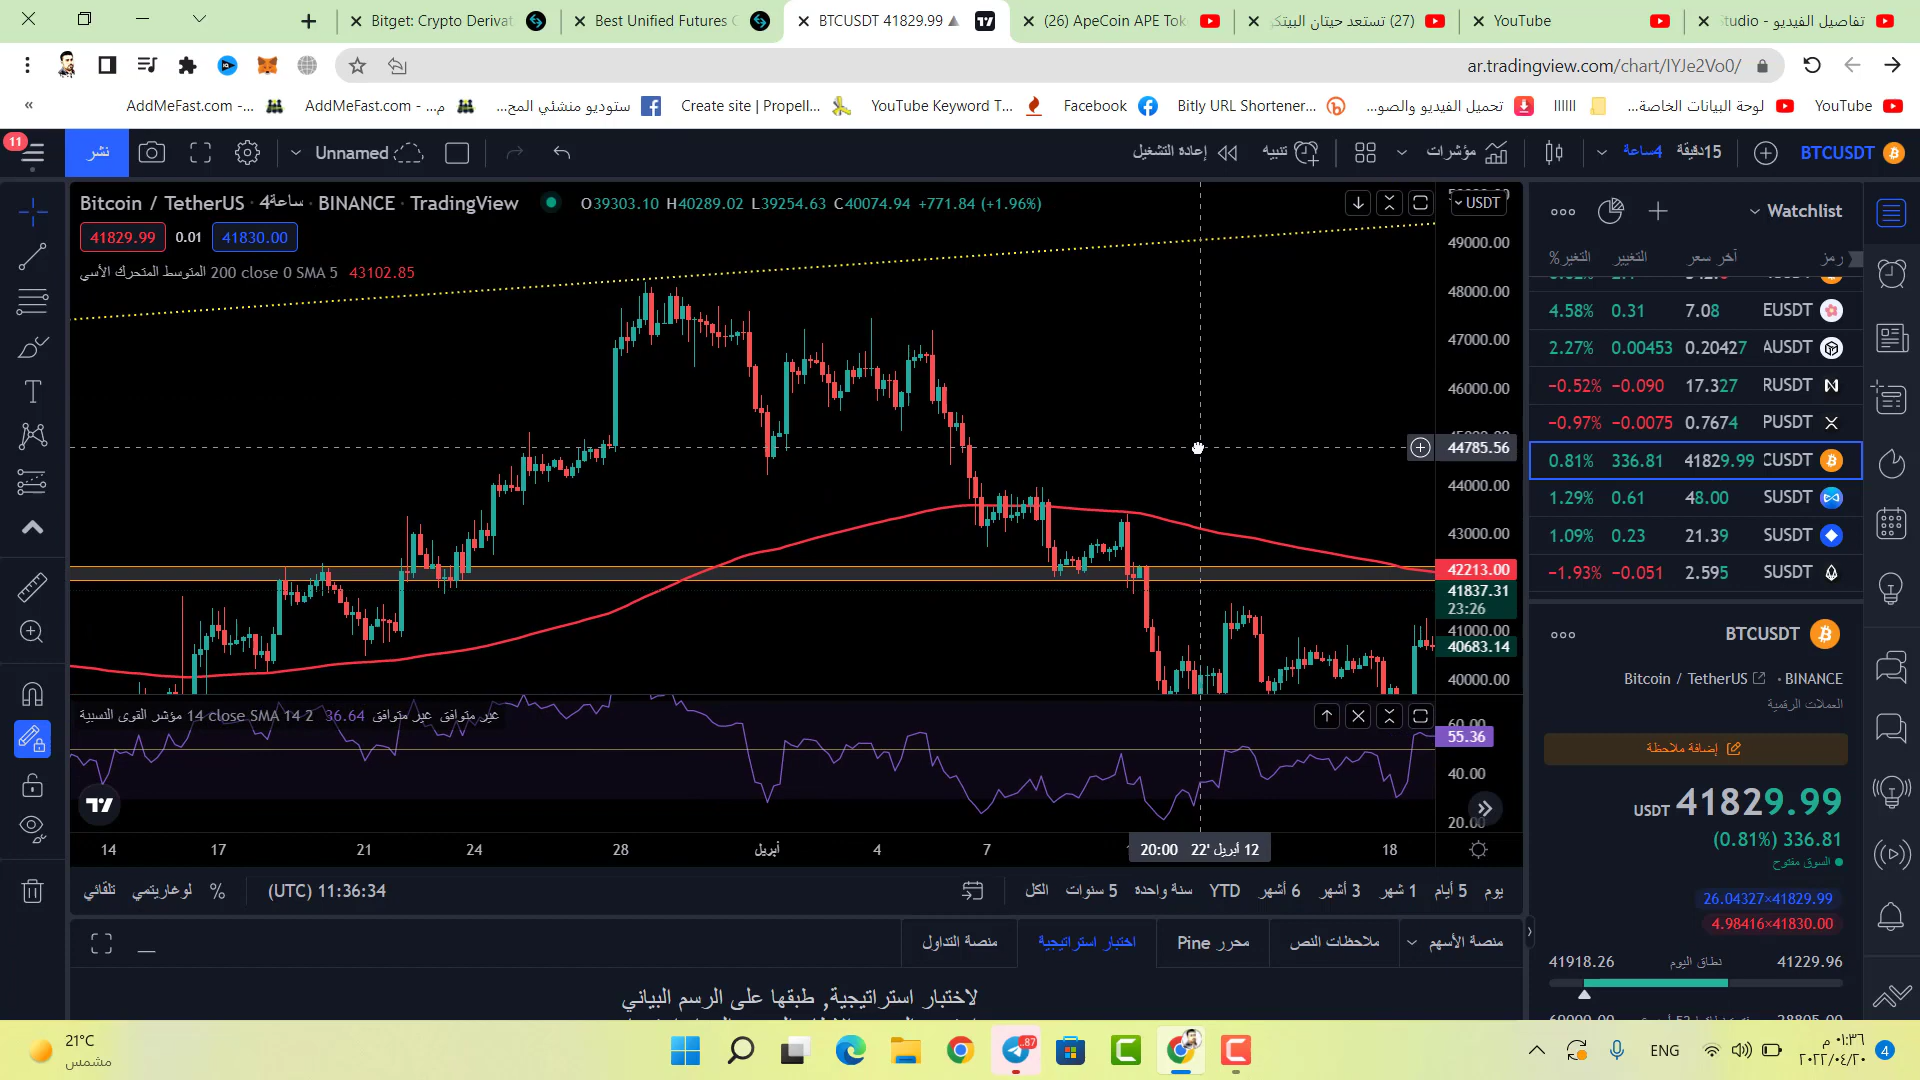 Bitget: Crypto Derivat
Best Unified Futures
BTCUSDT 41829.99
(26) ApeCoin APE Tok
(27) تستعد حيتان البيتكو
YouTube
تفاصيل الفيديو - Studio
ar.tradingview.com/chart/IYJe2Vo0/
« AddMeFast.com -... AddMeFast.com - م... ستوديو منشئي المح... Create site | Propell... YouTube Keyword T... Facebook Bitly URL Shortener... تحميل الفيديو والصو... llllll لوحة البيانات الخاصة... YouTube
11 نشر Unnamed إعادة التشغيل تنبيه مؤشرات 4ساعة 15دقيقة BTCUSDT
Bitcoin / TetherUS · 4ساعة · BINANCE · TradingView O39303.10 H40289.02 L39254.63 C40074.94 +771.84 (+1.96%)
41829.99 0.01 41830.00
المتوسط المتحرك الأسي 200 close 0 SMA 5 43102.85
USDT
49000.00
48000.00
47000.00
46000.00
44785.56
44000.00
43000.00
42213.00
41837.31
23:26
41000.00
40683.14
40000.00
مؤشر القوى النسبية 14 close SMA 14 2 36.64 غير متوافق غير متوافق
60.00
55.36
40.00
20.00
14 17 21 24 28 أبريل 4 7 12 أبريل '22 20:00 18
تلقائي لوغاريتمي % 11:36:34 (UTC) الكل 5 سنوات سنة واحدة YTD 6 أشهر 3 أشهر 1 شهر 5 أيام يوم
منصة التداول اختبار استراتيجية محرر Pine ملاحظات النص منصة الأسهم
لاختبار استراتيجية, طبقها على الرسم البياني
Watchlist
رمز آخر سعر التغيير التغير%
4.58% 0.31 7.08 EUSDT
2.27% 0.00453 0.20427 AUSDT
−0.52% −0.090 17.327 RUSDT
−0.97% −0.0075 0.7674 PUSDT
0.81% 336.81 41829.99 CUSDT
1.29% 0.61 48.00 SUSDT
1.09% 0.23 21.39 SUSDT
−1.93% −0.051 2.595 SUSDT
BTCUSDT
Bitcoin / TetherUS · BINANCE
العملات الرقمية
إضافة ملاحظة
USDT 41829.99
(0.81%) 336.81
السوق مفتوح
26.04327×41829.99
4.98416×41830.00
41918.26 نطاق اليوم 41229.96
21°C
مشمس
87
ENG
٠١:٣٦ م
٢٠٢٢/٠٤/٢٠
4